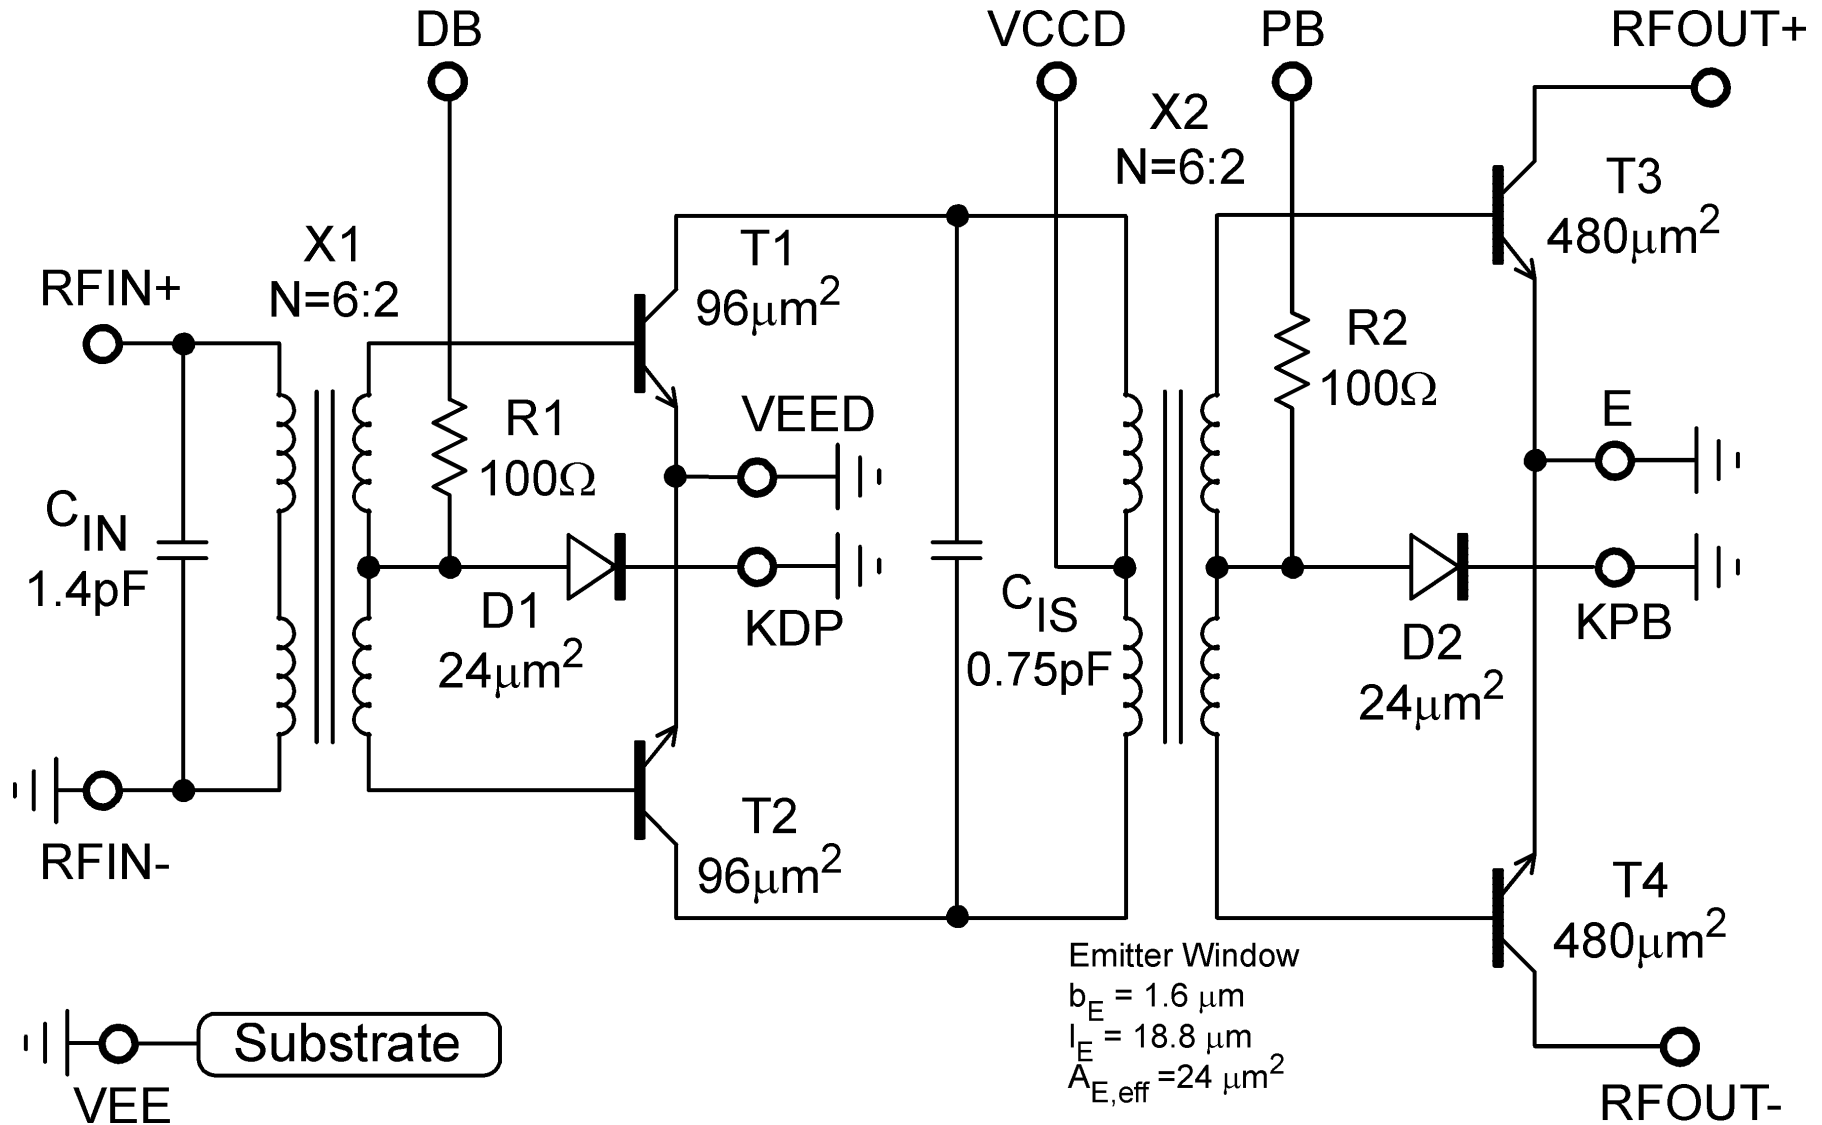 DB
VCCD
PB
RFOUT+
X2
N=6:2
T3
480μm2
X1
N=6:2
T1
96μm2
RFIN+
R2
100Ω
R1
100Ω
VEED
E
CIN
1.4pF
D1
24μm2
KDP
CIS
0.75pF
D2
24μm2
KPB
RFIN-
T2
96μm2
T4
480μm2
Emitter Window
bE = 1.6 μm
lE = 18.8 μm
AE,eff =24 μm2
Substrate
VEE
RFOUT-